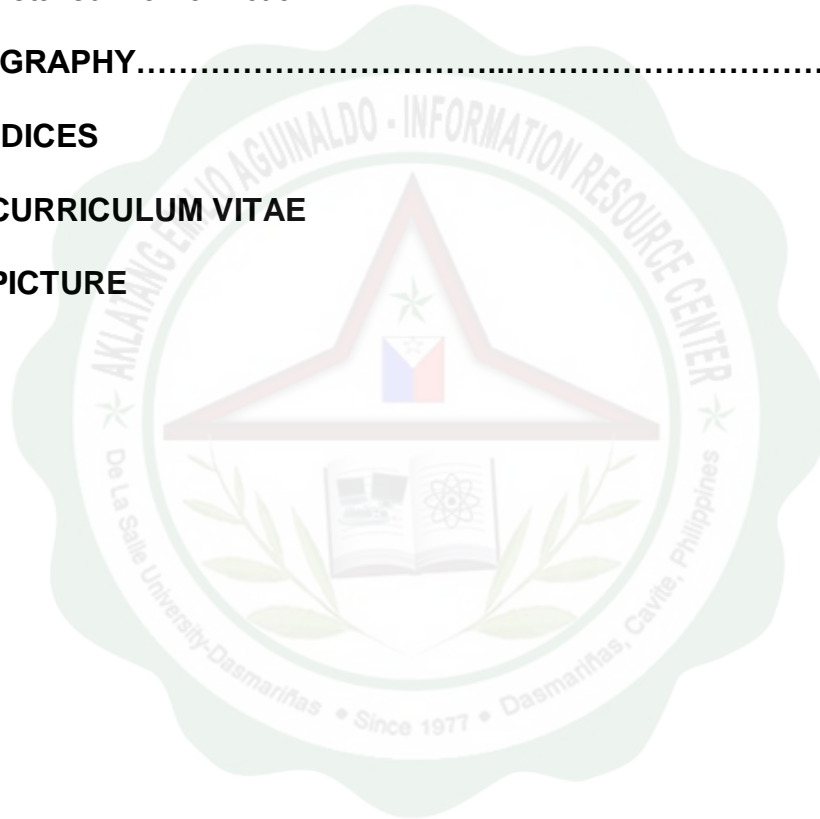 GRAPHY………………………………...…………………………
DICES
CURRICULUM VITAE
PICTURE
AKLATANG EMILIO AGUINALDO - INFORMATION RESOURCE CENTER
De La Salle University-Dasmariñas • Since 1977 • Dasmariñas, Cavite, Philippines